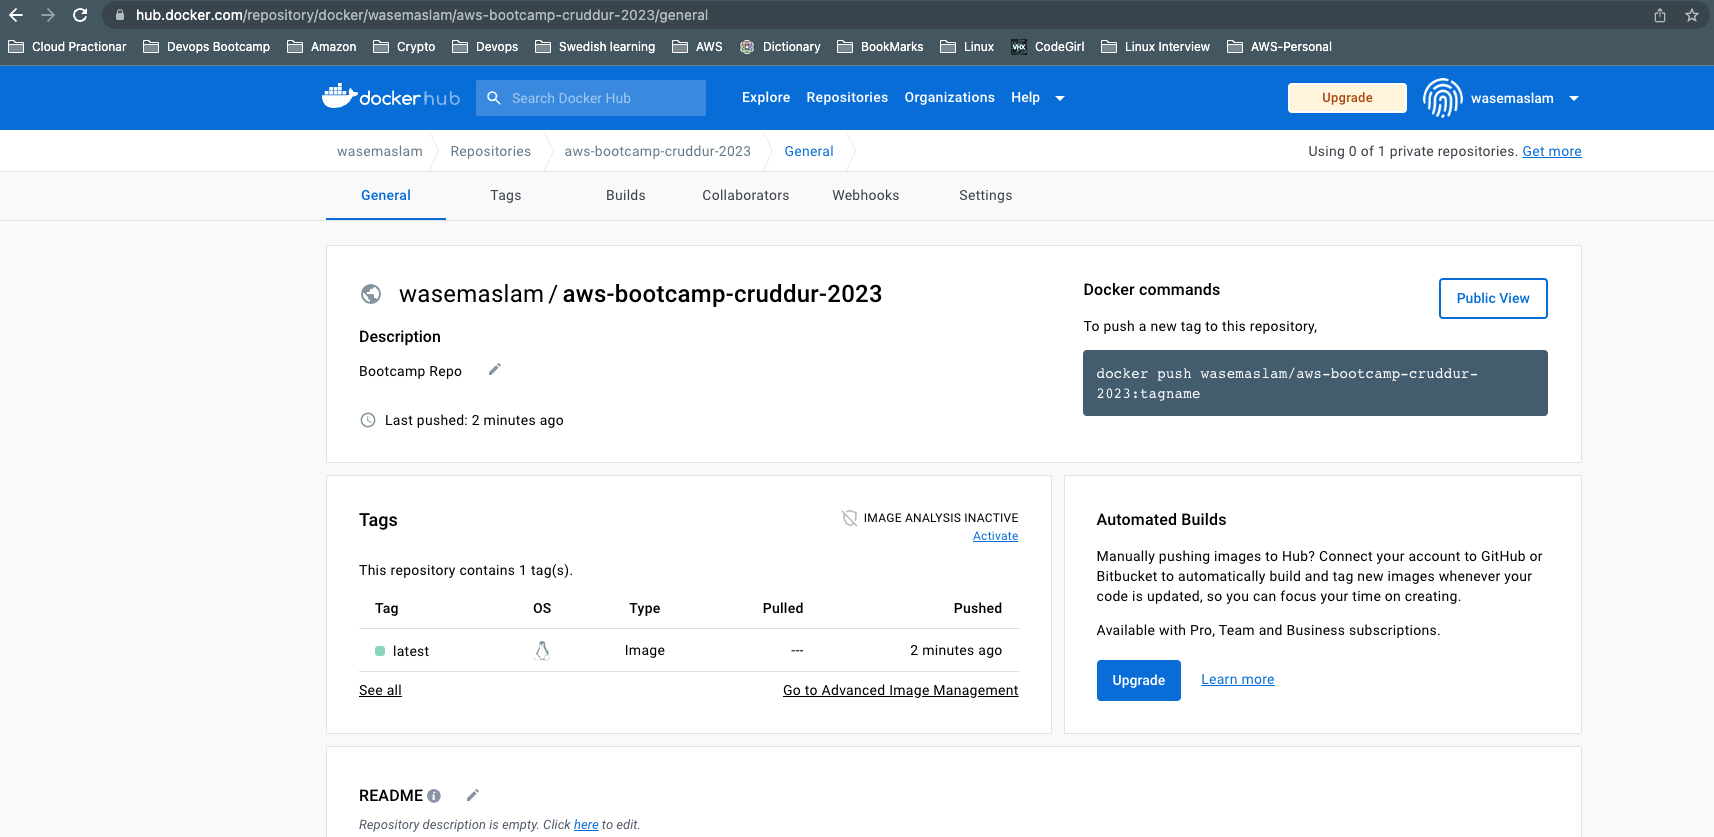 hub.docker.com/repository/docker/wasemaslam/aws-bootcamp-cruddur-2023/general
Cloud Practionar Devops Bootcamp Amazon Crypto Devops Swedish learning AWS Dictionary BookMarks Linux VHX CodeGirl Linux Interview AWS-Personal
dockerhub Search Docker Hub Explore Repositories Organizations Help Upgrade wasemaslam
wasemaslam Repositories aws-bootcamp-cruddur-2023 General Using 0 of 1 private repositories. Get more
General Tags Builds Collaborators Webhooks Settings
wasemaslam / aws-bootcamp-cruddur-2023
Description
Bootcamp Repo
Last pushed: 2 minutes ago
Docker commands
Public View
To push a new tag to this repository,
docker push wasemaslam/aws-bootcamp-cruddur-
2023:tagname
Tags
IMAGE ANALYSIS INACTIVE
Activate
This repository contains 1 tag(s).
Tag OS Type Pulled Pushed
latest Image --- 2 minutes ago
See all Go to Advanced Image Management
Automated Builds
Manually pushing images to Hub? Connect your account to GitHub or
Bitbucket to automatically build and tag new images whenever your
code is updated, so you can focus your time on creating.
Available with Pro, Team and Business subscriptions.
Upgrade Learn more
README
Repository description is empty. Click here to edit.